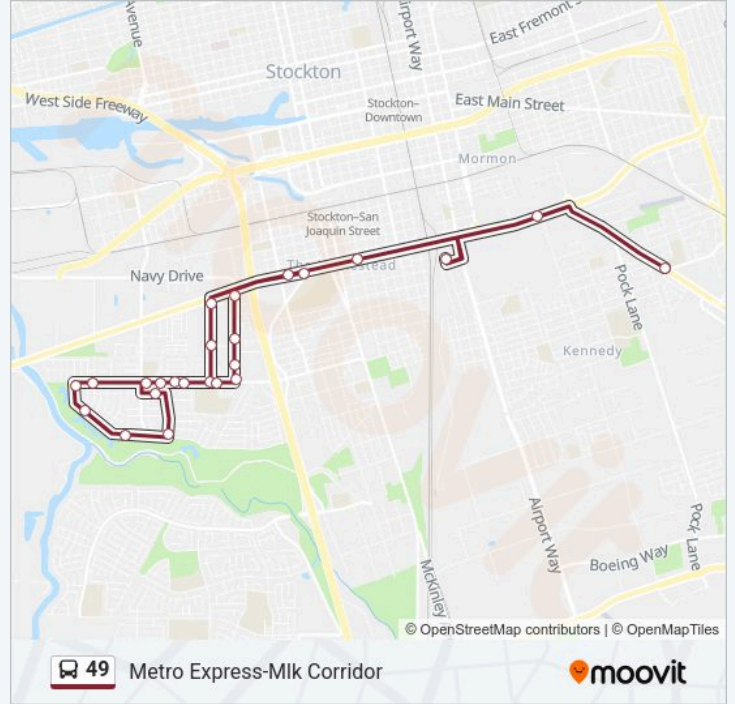 Avenue
Airport Way
East Fremont S
Stockton
West Side Freeway
Stockton–
Downtown
East Main Street
Mormon
Stockton–San
Joaquin Street
Navy Drive
Pock Lane
Kennedy
Airport Way
Pock Lane
Boeing Way
McKinley
© OpenStreetMap contributors | © OpenMapTiles
49
Metro Express-Mlk Corridor
moovit